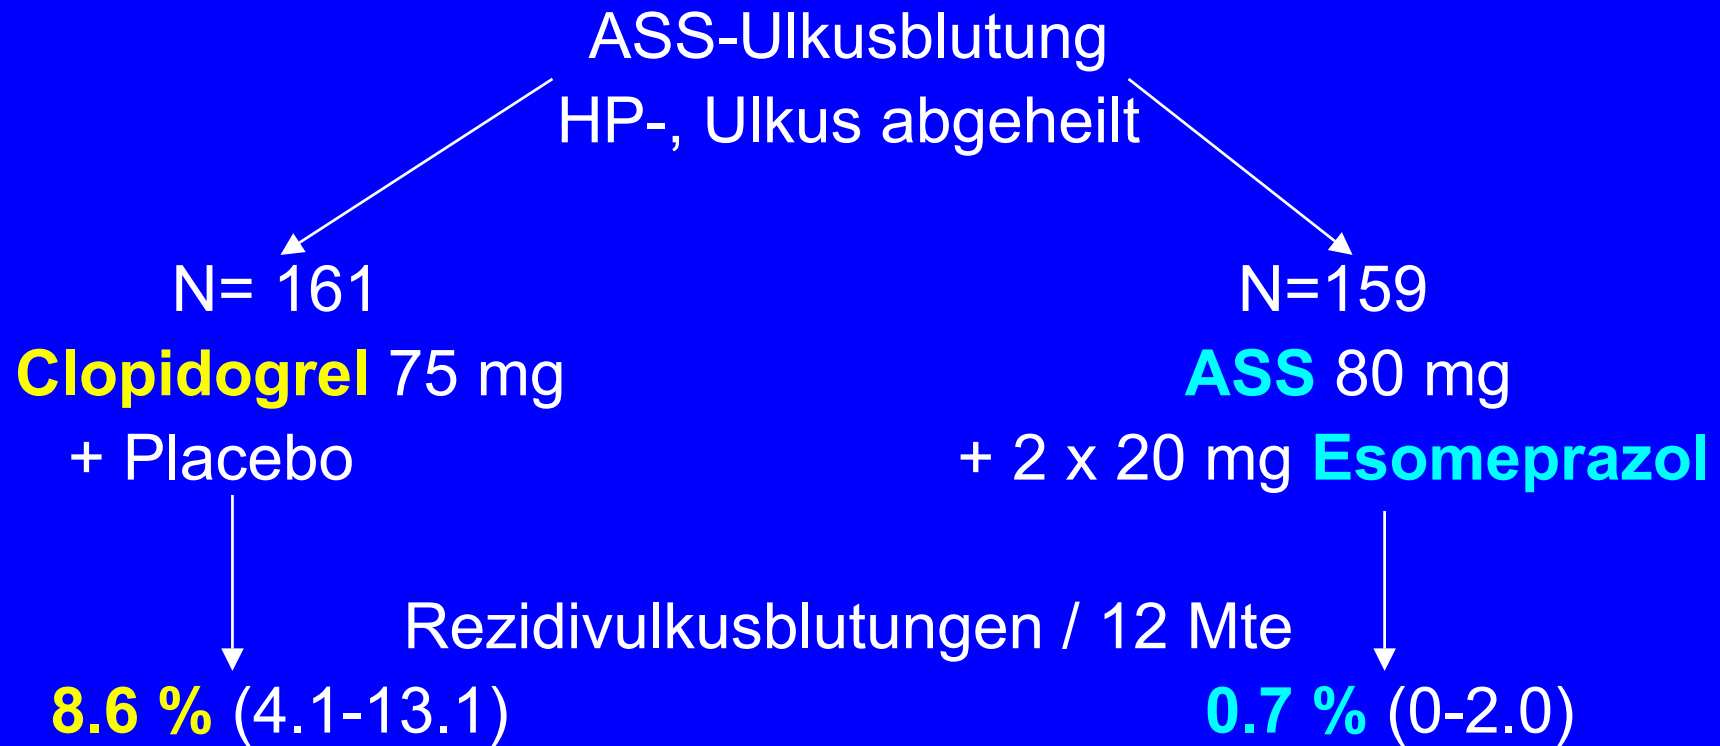 ASS-Ulkusblutung
HP-, Ulkus abgeheilt
N= 161
Clopidogrel 75 mg
+ Placebo
N=159
ASS 80 mg
+ 2 x 20 mg Esomeprazol
Rezidivulkusblutungen / 12 Mte
8.6 % (4.1-13.1)
0.7 % (0-2.0)